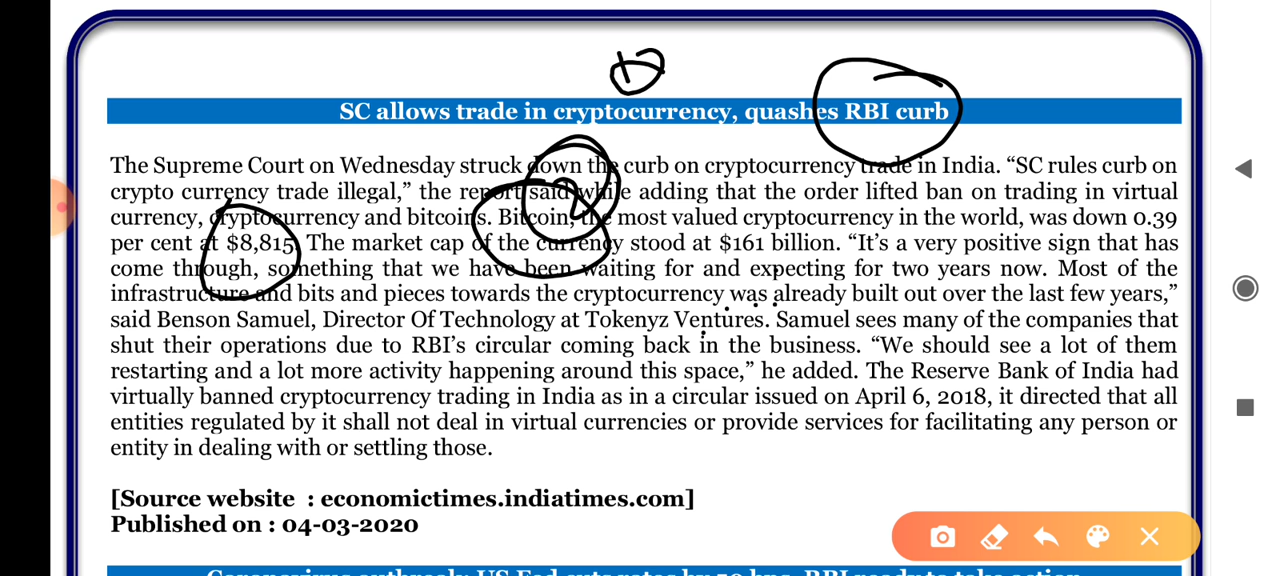 SC allows trade in cryptocurrency, quashes RBI curb
The Supreme Court on Wednesday struck down the curb on cryptocurrency trade in India. “SC rules curb on
crypto currency trade illegal,” the report said while adding that the order lifted ban on trading in virtual
currency, cryptocurrency and bitcoins. Bitcoin, the most valued cryptocurrency in the world, was down 0.39
per cent at $8,815. The market cap of the currency stood at $161 billion. “It’s a very positive sign that has
come through, something that we have been waiting for and expecting for two years now. Most of the
infrastructure and bits and pieces towards the cryptocurrency was already built out over the last few years,”
said Benson Samuel, Director Of Technology at Tokenyz Ventures. Samuel sees many of the companies that
shut their operations due to RBI’s circular coming back in the business. “We should see a lot of them
restarting and a lot more activity happening around this space,” he added. The Reserve Bank of India had
virtually banned cryptocurrency trading in India as in a circular issued on April 6, 2018, it directed that all
entities regulated by it shall not deal in virtual currencies or provide services for facilitating any person or
entity in dealing with or settling those.
[Source website : economictimes.indiatimes.com]
Published on : 04-03-2020